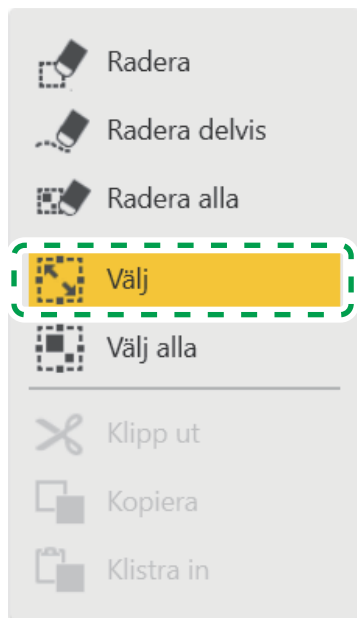 Radera
Radera delvis
Radera alla
Välj
Välj alla
Klipp ut
Kopiera
Klistra in